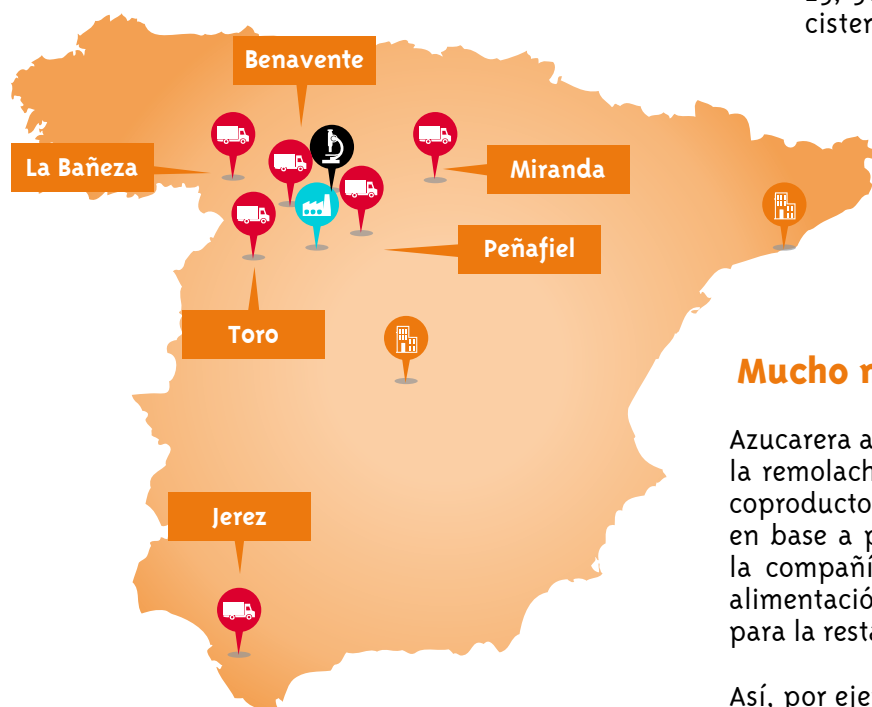 cister
Benavente
La Bañeza
Miranda
Peñafiel
Toro
Jerez
Mucho
Azucarera a
la remolach
coproducto
en base a p
la compañí
alimentació
para la resta
Así, por eje